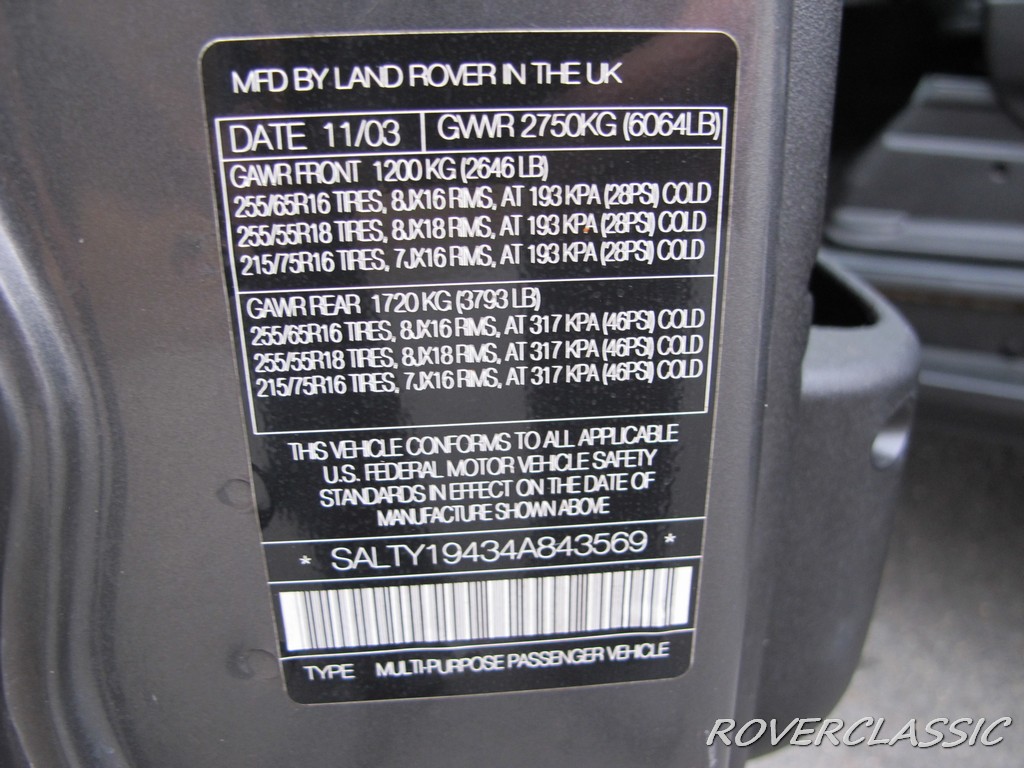 MFD BY LAND ROVER IN THE UK
DATE 11/03 GVWR 2750KG (6064LB)
GAWR FRONT 1200 KG (2646 LB)
255/65R16 TIRES, 8JX16 RIMS, AT 193 KPA (28PSI) COLD
255/55R18 TIRES, 8JX18 RIMS, AT 193 KPA (28PSI) COLD
215/75R16 TIRES, 7JX16 RIMS, AT 193 KPA (28PSI) COLD
GAWR REAR 1720 KG (3793 LB)
255/65R16 TIRES, 8JX16 RIMS, AT 317 KPA (46PSI) COLD
255/55R18 TIRES, 8JX18 RIMS, AT 317 KPA (46PSI) COLD
215/75R16 TIRES, 7JX16 RIMS, AT 317 KPA (46PSI) COLD
THIS VEHICLE CONFORMS TO ALL APPLICABLE
U.S. FEDERAL MOTOR VEHICLE SAFETY
STANDARDS IN EFFECT ON THE DATE OF
MANUFACTURE SHOWN ABOVE
* SALTY19434A843569 *
TYPE MULTI-PURPOSE PASSENGER VEHICLE
ROVERCLASSIC